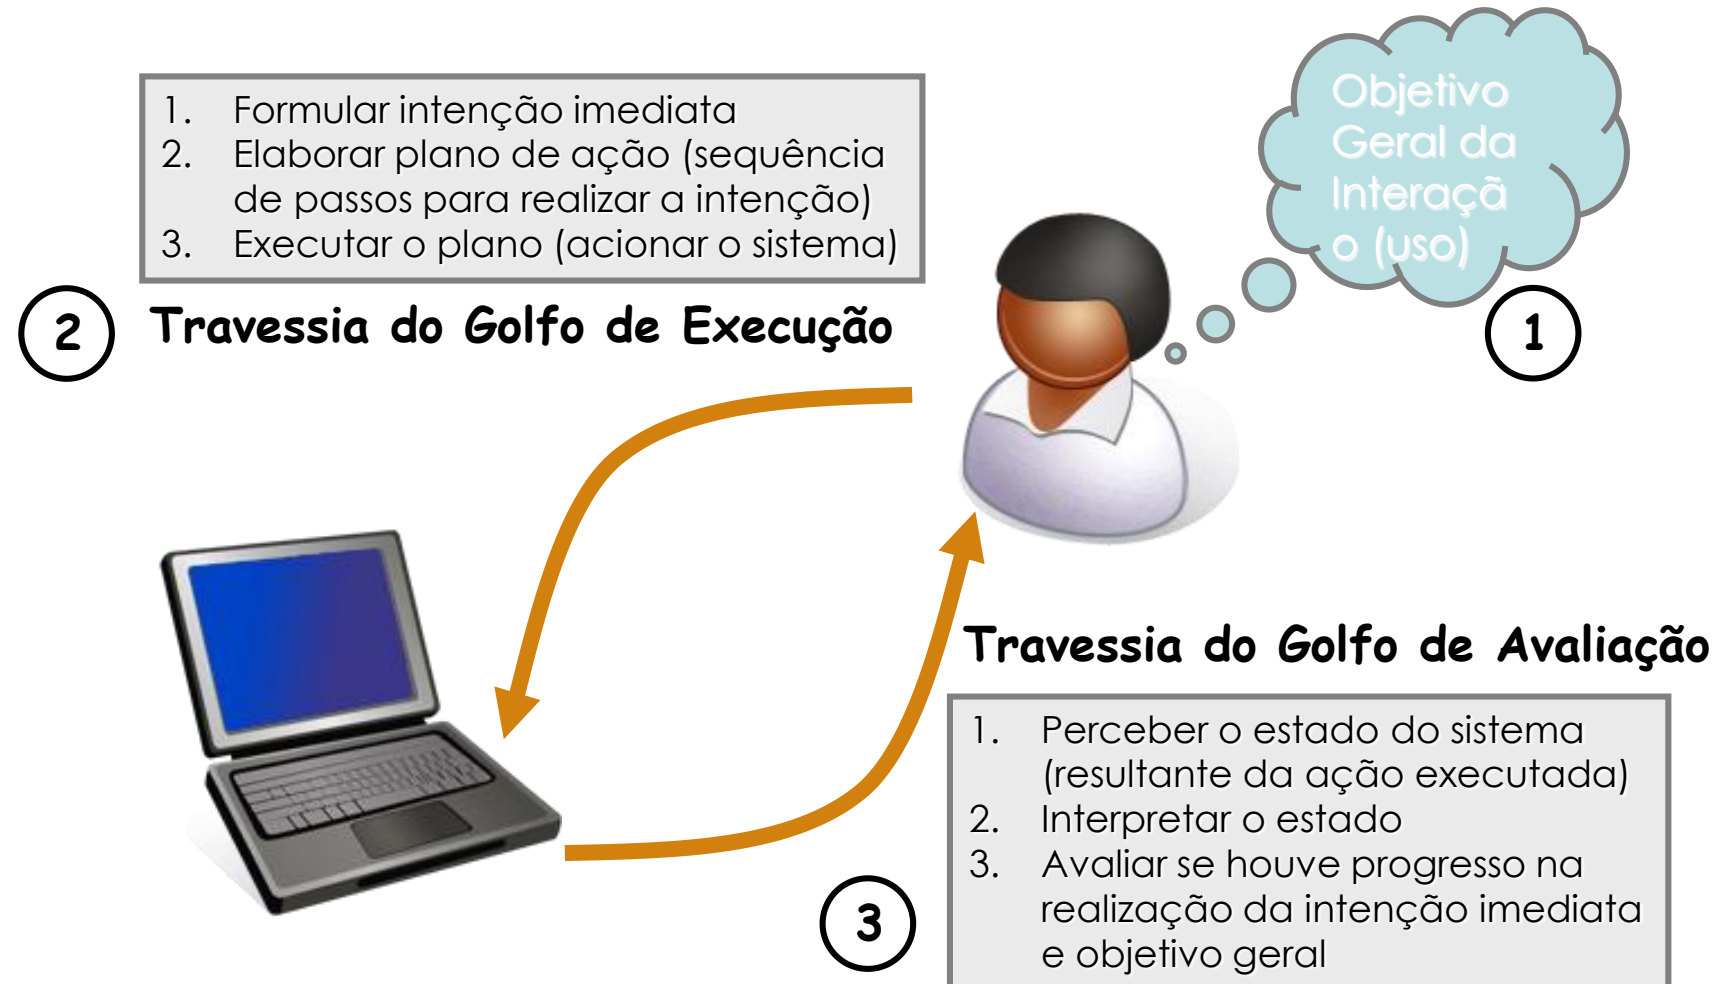 Objetivo
Geral da
Interaçã
o (uso)
1
1. Formular intenção imediata
2. Elaborar plano de ação (sequência
de passos para realizar a intenção)
3. Executar o plano (acionar o sistema)
2
Travessia do Golfo de Execução
Travessia do Golfo de Avaliação
1. Perceber o estado do sistema
(resultante da ação executada)
2. Interpretar o estado
3. Avaliar se houve progresso na
realização da intenção imediata
e objetivo geral
3